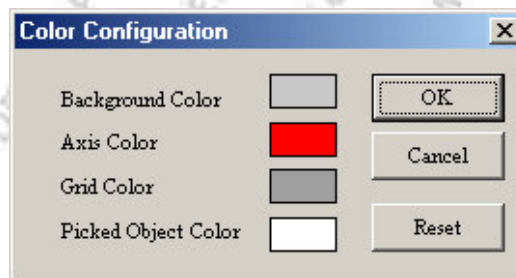 Color Configuration
Background Color
OK
Axis Color
Cancel
Grid Color
Picked Object Color
Reset